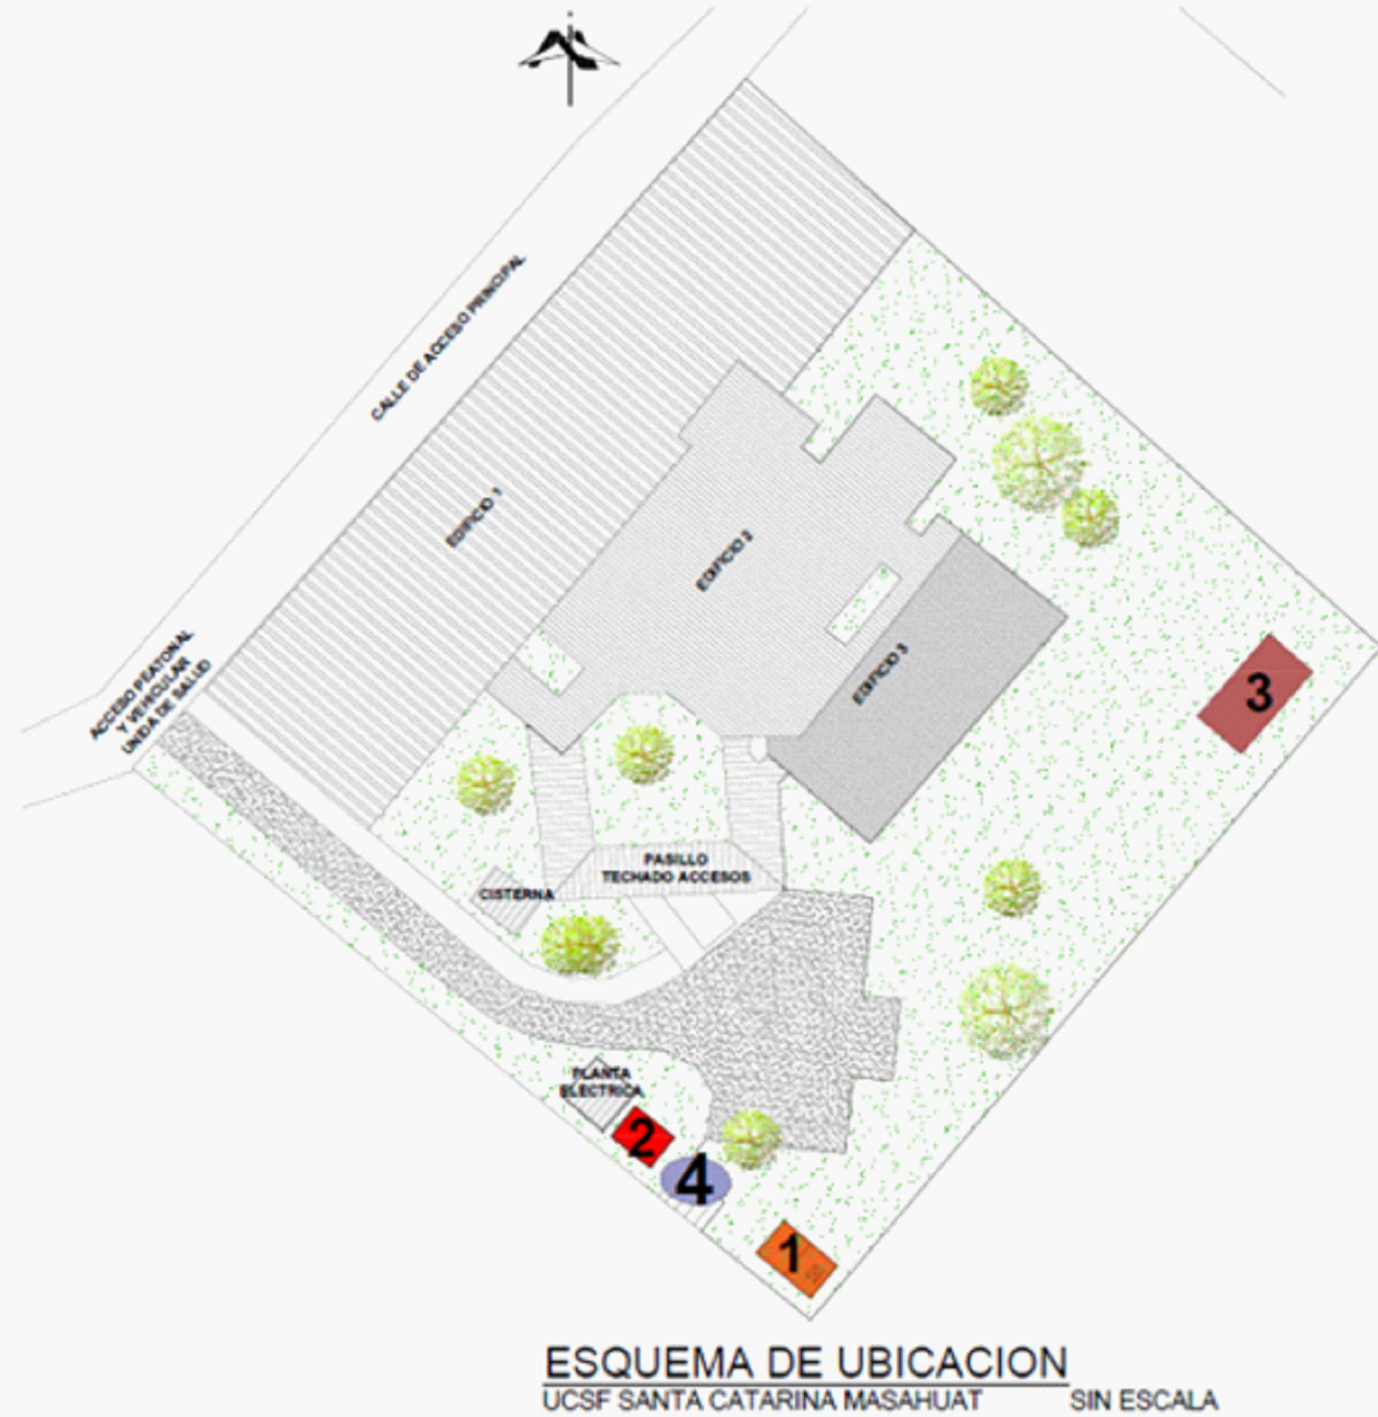 CALLE DE ACCESO PRINCIPAL
EDIFICIO 1
EDIFICIO 2
EDIFICIO 3
ACCESO PEATONAL
Y VEHICULAR
UNIDA DE SALUD
3
PASILLO
TECHADO ACCESOS
CISTERNA
PLANTA
ELECTRICA
2
4
1
ESQUEMA DE UBICACION
UCSF SANTA CATARINA MASAHUAT SIN ESCALA